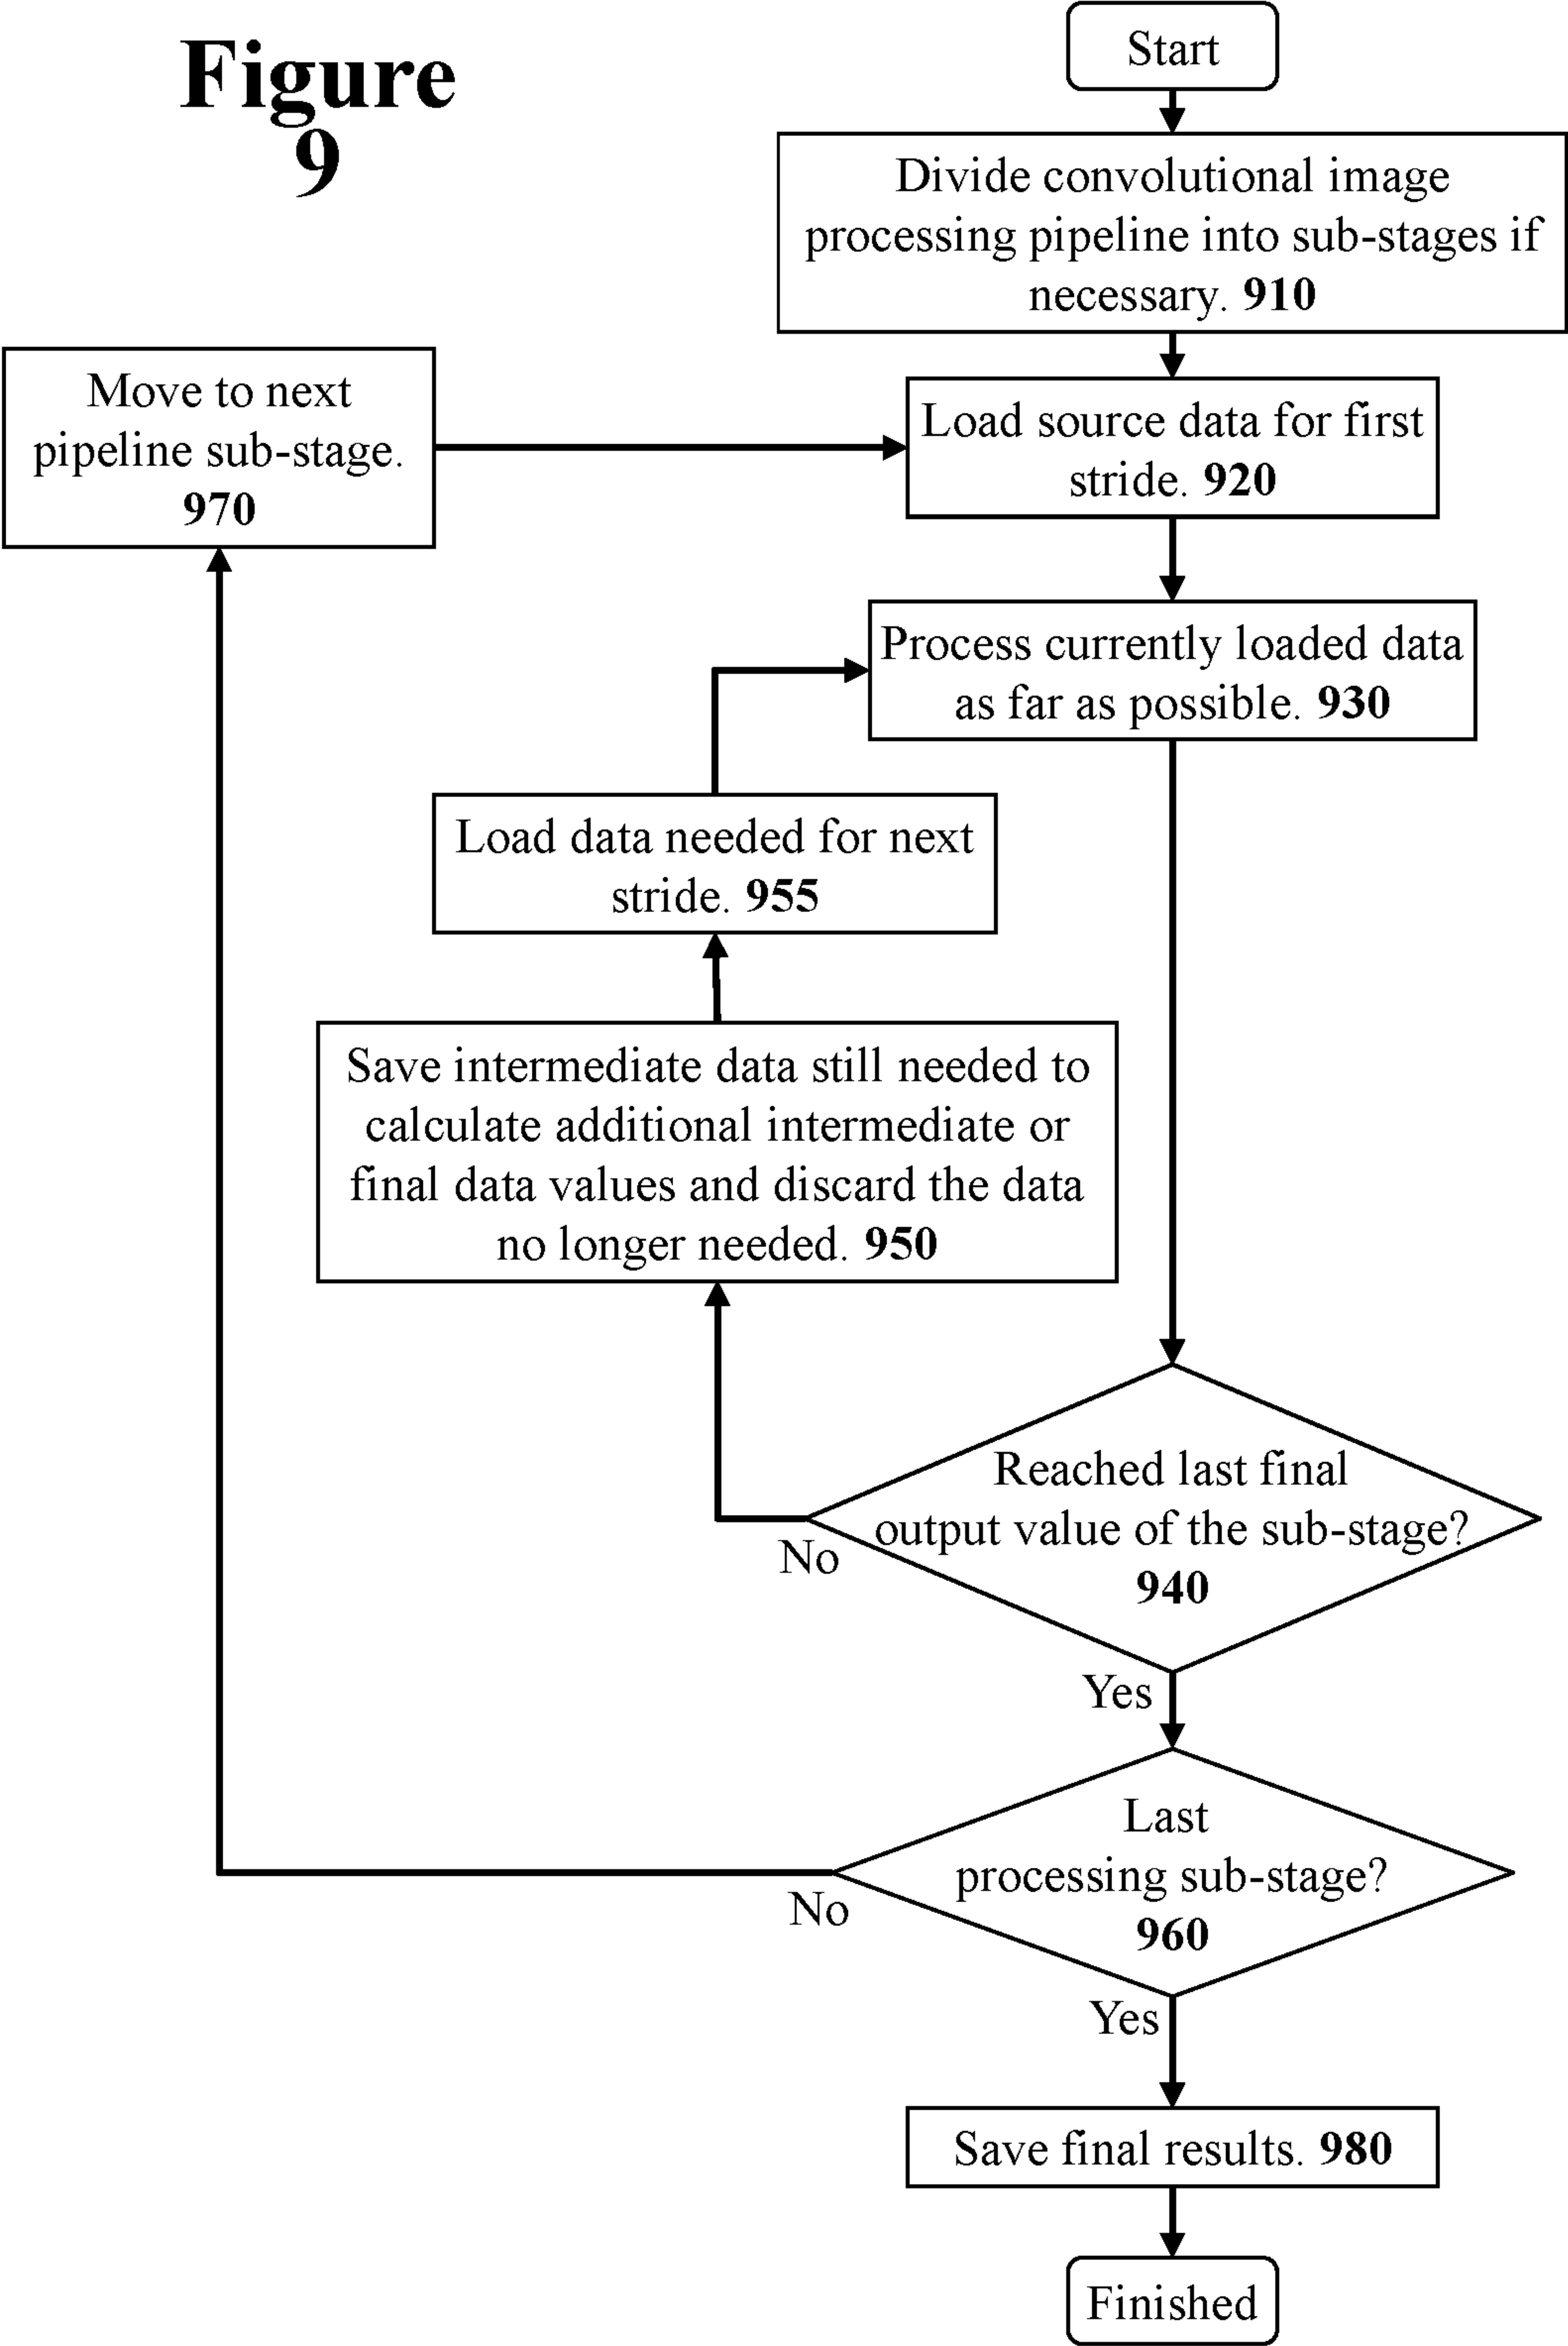 Figure
9
Start
Divide convolutional image
processing pipeline into sub-stages if
necessary. 910
Move to next
pipeline sub-stage.
970
Load source data for first
stride. 920
Process currently loaded data
as far as possible. 930
Load data needed for next
stride. 955
Save intermediate data still needed to
calculate additional intermediate or
final data values and discard the data
no longer needed. 950
Reached last final
output value of the sub-stage?
940
No
Yes
Last
processing sub-stage?
960
No
Yes
Save final results. 980
Finished